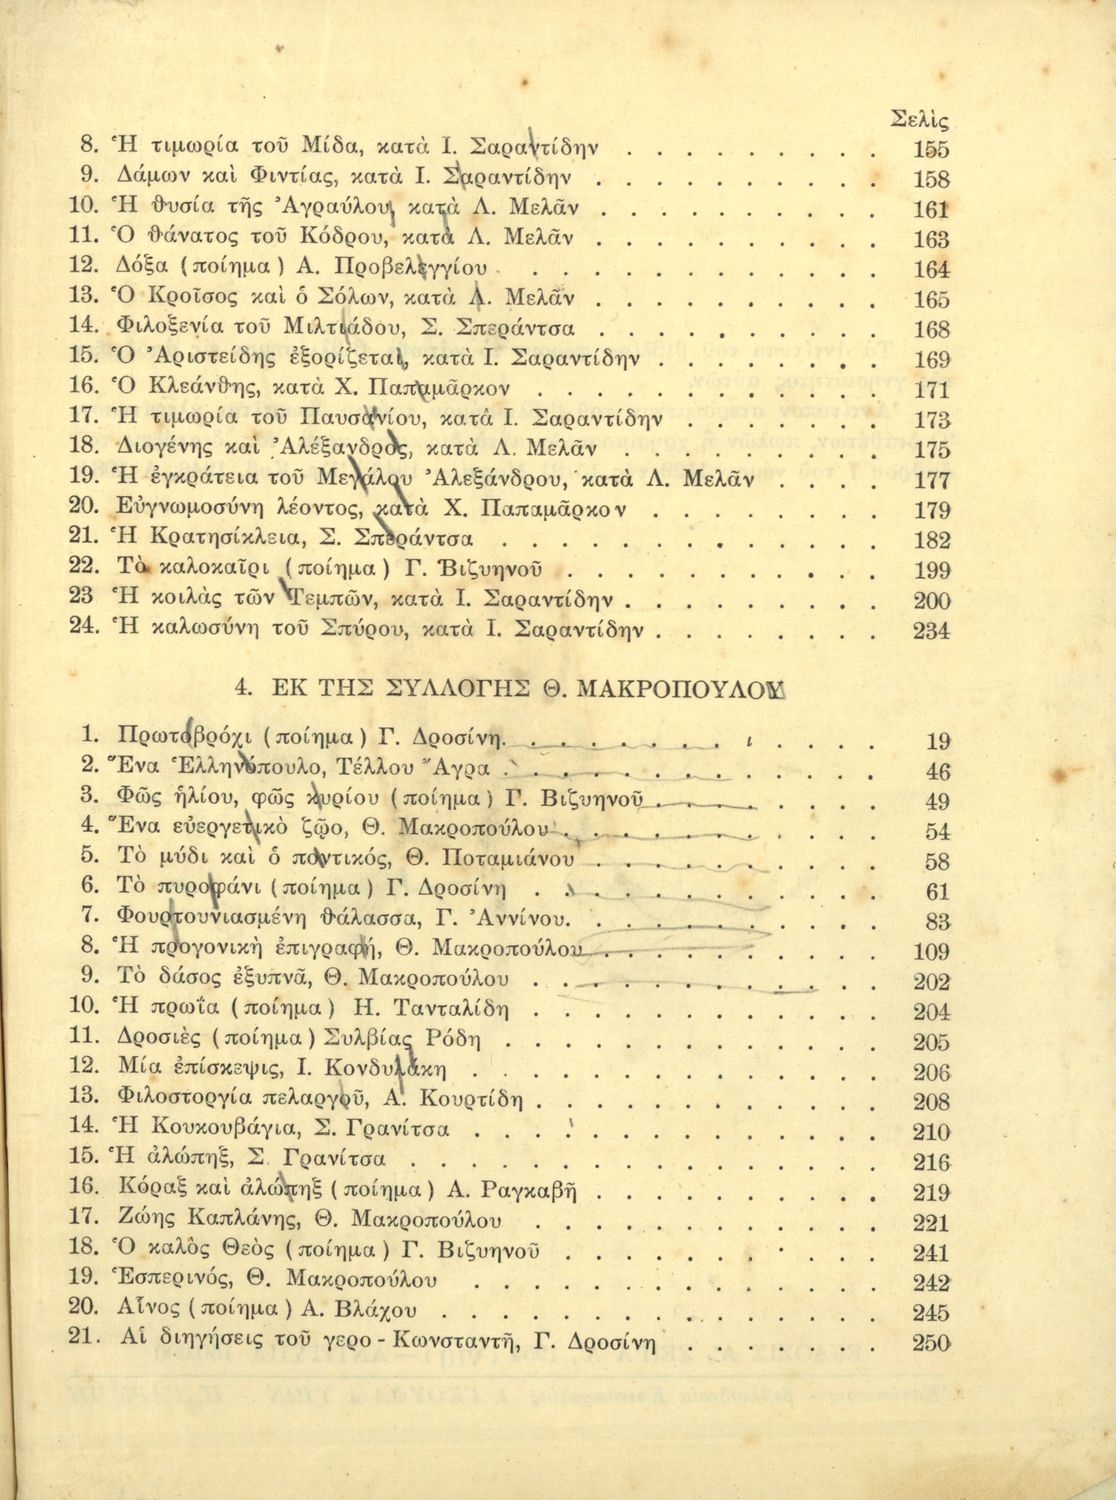 Σελὶς
8. Ἡ τιμωρία τοῦ Μίδα, κατὰ Ι. Σαραντίδην . . . . . . . . . 155
9. Δάμων καὶ Φιντίας, κατὰ Ι. Σαραντίδην . . . . . . . . . . 158
10. Ἡ θυσία τῆς Ἀγραύλου, κατὰ Λ. Μελᾶν . . . . . . . . . . 161
11. Ὁ θάνατος τοῦ Κόδρου, κατὰ Λ. Μελᾶν . . . . . . . . . . 163
12. Δόξα (ποίημα) Α. Προβελεγγίου . . . . . . . . . . . . 164
13. Ὁ Κροῖσος καὶ ὁ Σόλων, κατὰ Λ. Μελᾶν . . . . . . . . . . 165
14. Φιλοξενία τοῦ Μιλτιάδου, Σ. Σπεράντσα . . . . . . . . . . 168
15. Ὁ Ἀριστείδης ἐξορίζεται, κατὰ Ι. Σαραντίδην . . . . . . . . 169
16. Ὁ Κλεάνθης, κατὰ Χ. Παπαμᾶρκον . . . . . . . . . . . . 171
17. Ἡ τιμωρία τοῦ Παυσανίου, κατὰ Ι. Σαραντίδην . . . . . . . 173
18. Διογένης καὶ Ἀλέξανδρος, κατὰ Λ. Μελᾶν . . . . . . . . . 175
19. Ἡ ἐγκράτεια τοῦ Μεγάλου Ἀλεξάνδρου, κατὰ Λ. Μελᾶν . . . . 177
20. Εὐγνωμοσύνη λέοντος, κατὰ Χ. Παπαμᾶρκον . . . . . . . . 179
21. Ἡ Κρατησίκλεια, Σ. Σπεράντσα . . . . . . . . . . . . . 182
22. Τὸ καλοκαῖρι (ποίημα) Γ. Βιζυηνοῦ . . . . . . . . . . . 199
23 Ἡ κοιλὰς τῶν Τεμπῶν, κατὰ Ι. Σαραντίδην . . . . . . . . . 200
24. Ἡ καλωσύνη τοῦ Σπύρου, κατὰ Ι. Σαραντίδην . . . . . . . . 234
4. ΕΚ ΤΗΣ ΣΥΛΛΟΓΗΣ Θ. ΜΑΚΡΟΠΟΥΛΟΥ
1. Πρωτοβρόχι (ποίημα) Γ. Δροσίνη. . . . . . . . . . . . . 19
2. Ἕνα Ἑλληνόπουλο, Τέλλου Ἄγρα . . . . . . . . . . . . . 46
3. Φῶς ἡλίου, φῶς κυρίου (ποίημα) Γ. Βιζυηνοῦ . . . . . . . . 49
4. Ἕνα εὐεργετικὸ ζῷο, Θ. Μακροπούλου . . . . . . . . . . . 54
5. Τὸ μύδι καὶ ὁ ποντικός, Θ. Ποταμιάνου . . . . . . . . . . 58
6. Τὸ πυροφάνι (ποίημα) Γ. Δροσίνη . . . . . . . . . . . . 61
7. Φουρτουνιασμένη θάλασσα, Γ. Ἀννίνου. . . . . . . . . . . 83
8. Ἡ προγονικὴ ἐπιγραφή, Θ. Μακροπούλου . . . . . . . . . . 109
9. Τὸ δάσος ἐξυπνᾶ, Θ. Μακροπούλου . . . . . . . . . . . . 202
10. Ἡ πρωΐα (ποίημα) Η. Τανταλίδη . . . . . . . . . . . . 204
11. Δροσιὲς (ποίημα) Συλβίας Ρόδη . . . . . . . . . . . . . 205
12. Μία ἐπίσκεψις, Ι. Κονδυλάκη . . . . . . . . . . . . . . 206
13. Φιλοστοργία πελαργοῦ, Α. Κουρτίδη . . . . . . . . . . . . 208
14. Ἡ Κουκουβάγια, Σ. Γρανίτσα . . . . . . . . . . . . . . 210
15. Ἡ ἀλώπηξ, Σ. Γρανίτσα . . . . . . . . . . . . . . . . 216
16. Κόραξ καὶ ἀλώπηξ (ποίημα) Α. Ραγκαβῆ . . . . . . . . . . 219
17. Ζώης Καπλάνης, Θ. Μακροπούλου . . . . . . . . . . . . 221
18. Ὁ καλὸς Θεὸς (ποίημα) Γ. Βιζυηνοῦ . . . . . . . . . . . 241
19. Ἑσπερινός, Θ. Μακροπούλου . . . . . . . . . . . . . . 242
20. Αἶνος (ποίημα) Α. Βλάχου . . . . . . . . . . . . . . . 245
21. Αἱ διηγήσεις τοῦ γερο - Κωνσταντῆ, Γ. Δροσίνη . . . . . . . 250